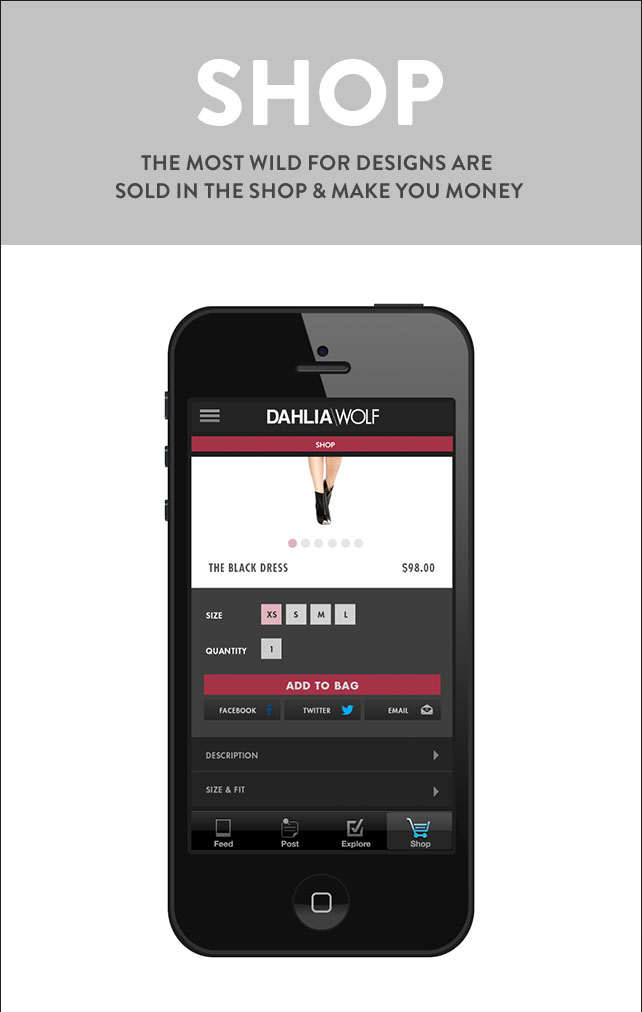 SHOP
THE MOST WILD FOR DESIGNS ARE
SOLD IN THE SHOP & MAKE YOU MONEY
DAHLIA\WOLF
SHOP
THE BLACK DRESS $98.00
SIZE XS S M L
QUANTITY 1
ADD TO BAG
FACEBOOK TWITTER EMAIL
DESCRIPTION
SIZE & FIT
Feed Post Explore Shop